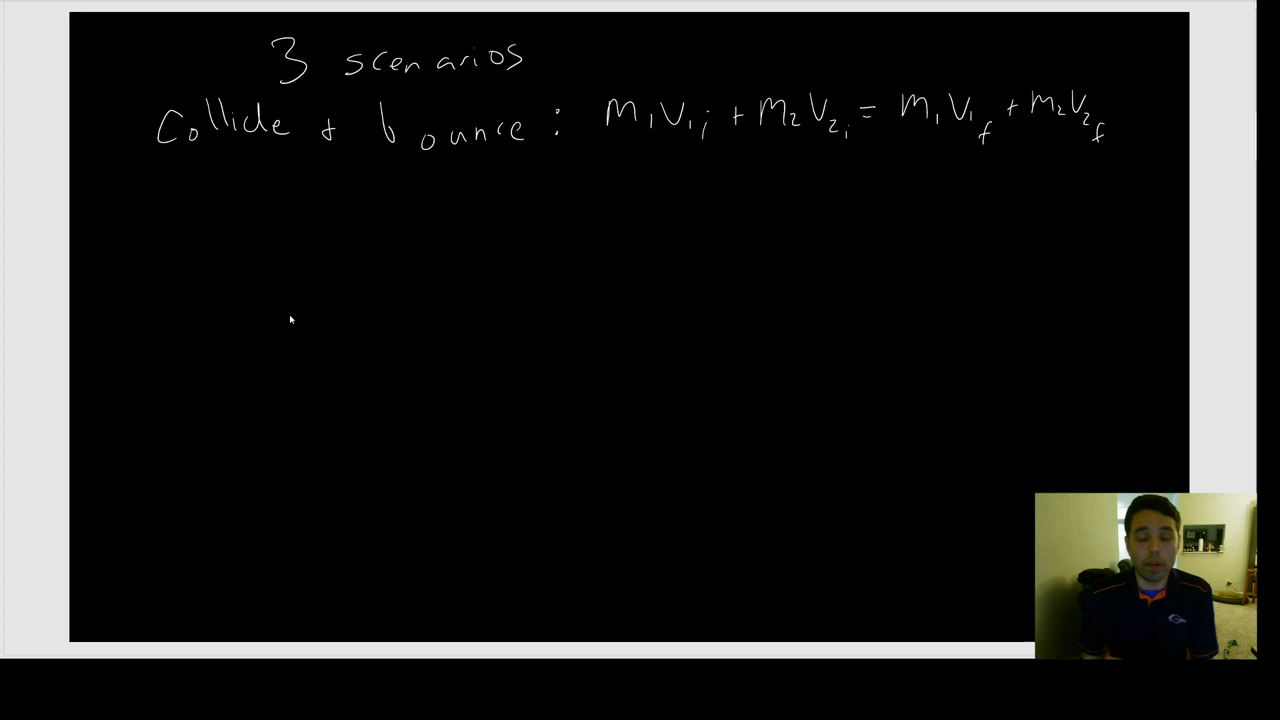 3 scenarios
Collide + bounce : m₁v₁ᵢ + m₂v₂ᵢ = m₁v₁f + m₂v₂f